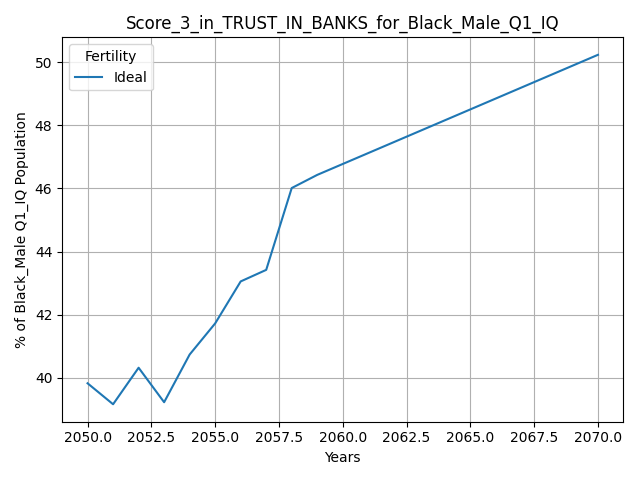 Score_3_in_TRUST_IN_BANKS_for_Black_Male_Q1_IQ
Fertility
Ideal
% of Black_Male Q1_IQ Population
50
48
46
44
42
40
2050.0 2052.5 2055.0 2057.5 2060.0 2062.5 2065.0 2067.5 2070.0
Years